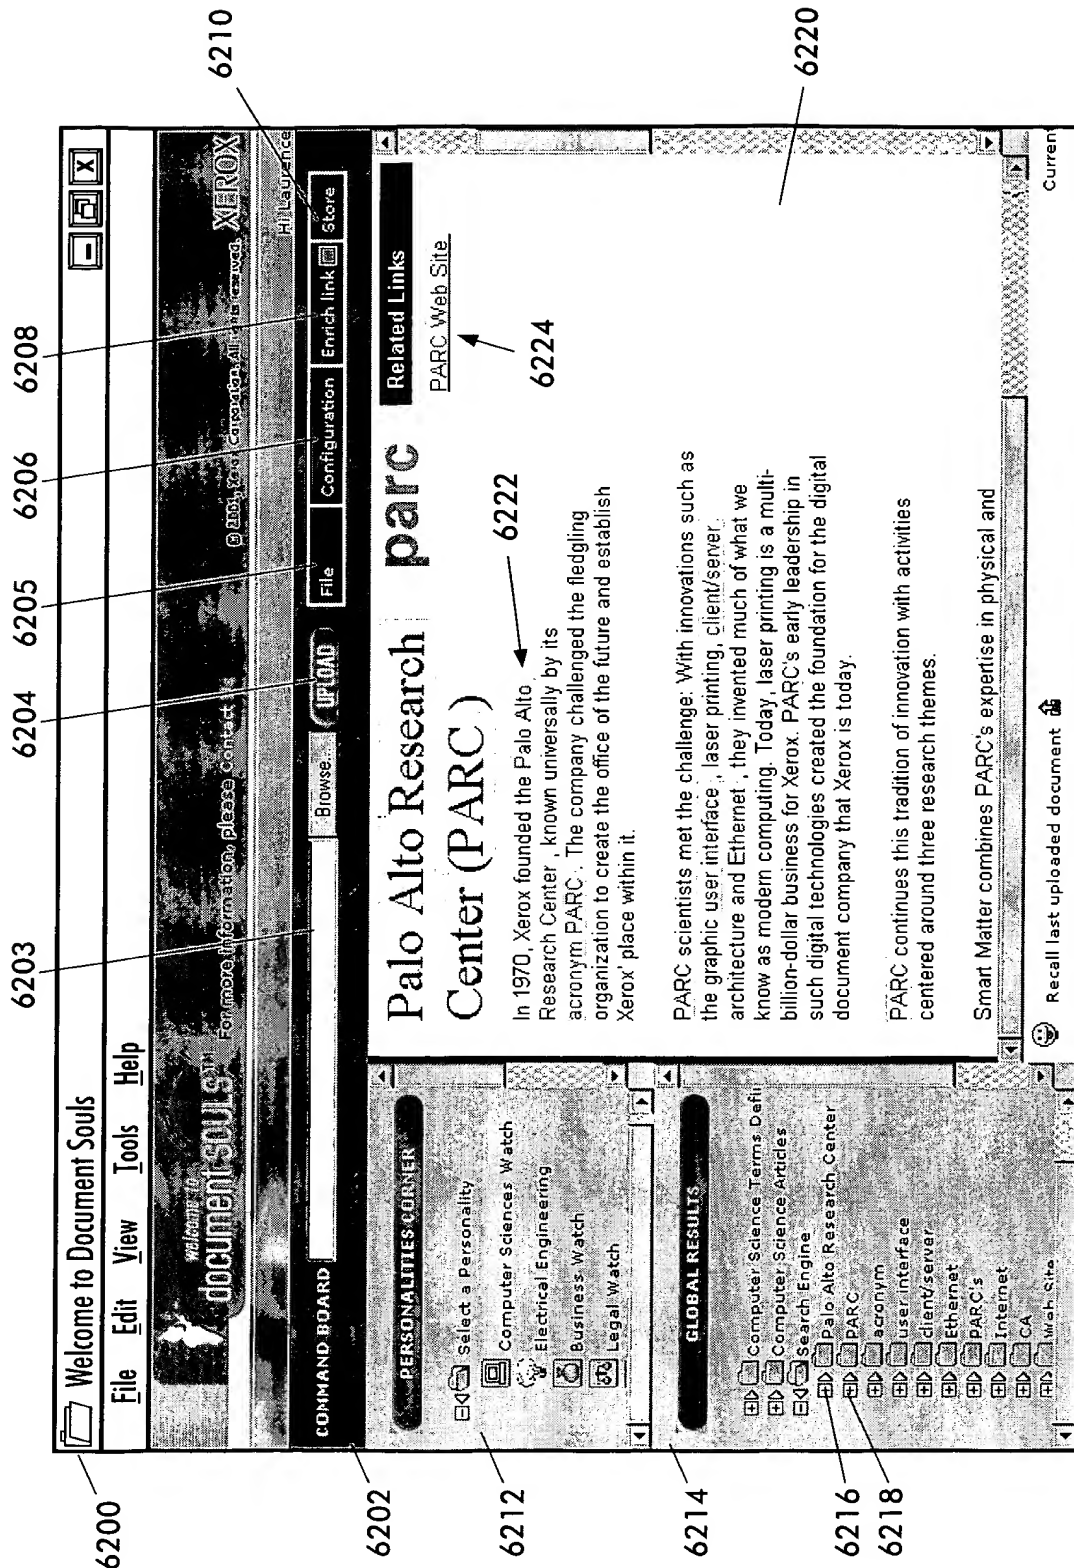 6200
Welcome to Document Souls
File Edit View Tools Help
welcome to
document SOULS™
For more information, please Contact us
© 2001, Xerox Corporation. All rights reserved.
XEROX
Hi Laurence
6202
COMMAND BOARD
6203
Browse...
6204
UPLOAD
6205
File
6206
Configuration
6208
Enrich link
6210
Store
6212
PERSONALITIES CORNER
Select a Personality
Computer Sciences Watch
Electrical Engineering
Business Watch
Legal Watch
6214
GLOBAL RESULTS
Computer Science Terms Defii
Computer Science Articles
Search Engine
Palo Alto Research Center
PARC
acronym
user interface
client/server
Ethernet
PARC's
Internet
CA
Web Site
6216
6218
Palo Alto Research
Center (PARC )
parc
Related Links
PARC Web Site
6224
6222
6220
In 1970, Xerox founded the Palo Alto
Research Center , known universally by its
acronym PARC . The company challenged the fledgling
organization to create the office of the future and establish
Xerox' place within it.
PARC scientists met the challenge: With innovations such as
the graphic user interface , laser printing, client/server
architecture and Ethernet , they invented much of what we
know as modern computing. Today, laser printing is a multi-
billion-dollar business for Xerox. PARC's early leadership in
such digital technologies created the foundation for the digital
document company that Xerox is today.
PARC continues this tradition of innovation with activities
centered around three research themes.
Smart Matter combines PARC's expertise in physical and
Recall last uploaded document
Current